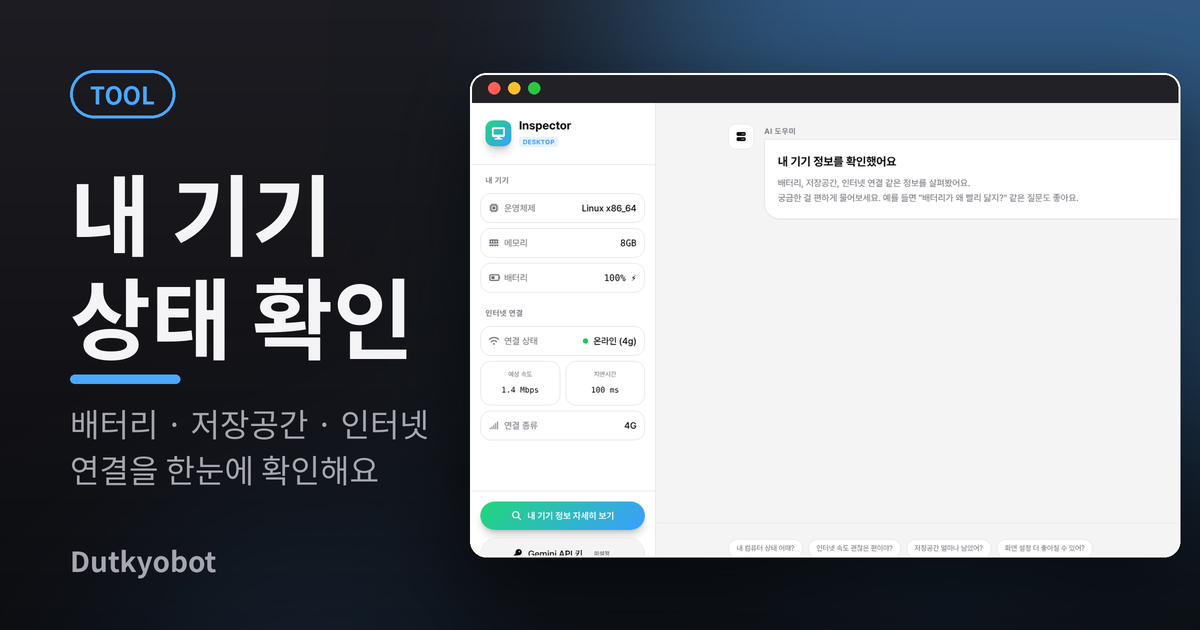 TOOL
내 기기
상태 확인
배터리 · 저장공간 · 인터넷
연결을 한눈에 확인해요
Dutkyobot
Inspector
DESKTOP
내 기기
운영체제 Linux x86_64
메모리 8GB
배터리 100% ⚡
인터넷 연결
연결 상태 온라인 (4g)
예상 속도 지연시간
1.4 Mbps 100 ms
연결 종류 4G
내 기기 정보 자세히 보기
Gemini API 키 미설정
AI 도우미
내 기기 정보를 확인했어요
배터리, 저장공간, 인터넷 연결 같은 정보를 살펴봤어요.
궁금한 걸 편하게 물어보세요. 예를 들면 "배터리가 왜 빨리 닳지?" 같은 질문도 좋아요.
내 컴퓨터 상태 어때? 인터넷 속도 괜찮은 편이야? 저장공간 얼마나 남았어? 화면 설정 더 좋아질 수 있어?